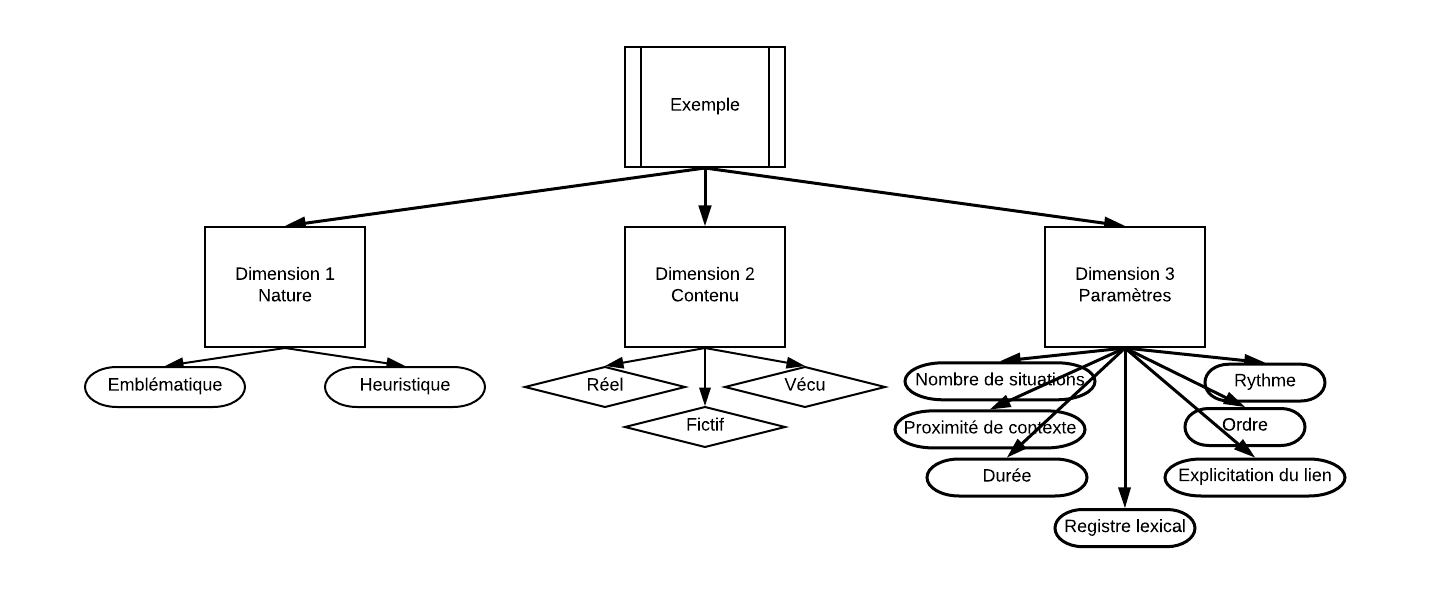 Exemple
Dimension 1
Nature
Dimension 2
Contenu
Dimension 3
Paramètres
Emblématique
Heuristique
Réel
Vécu
Fictif
Nombre de situations
Rythme
Proximité de contexte
Ordre
Durée
Explicitation du lien
Registre lexical